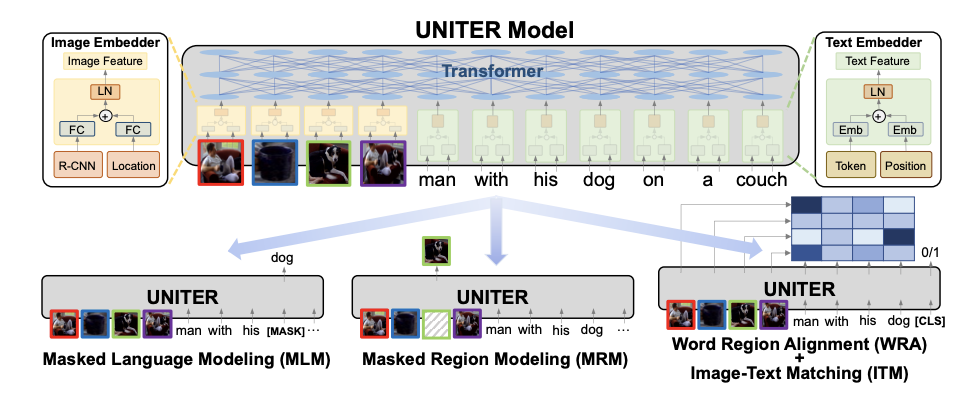 UNITER Model
Image Embedder
Image Feature
LN
+
FC
FC
R-CNN
Location
Transformer
man with his dog on a couch
Text Embedder
Text Feature
LN
+
Emb
Emb
Token
Position
dog
UNITER
man with his [MASK] ...
Masked Language Modeling (MLM)
UNITER
man with his dog ...
Masked Region Modeling (MRM)
0/1
UNITER
man with his dog [CLS]
Word Region Alignment (WRA)
+
Image-Text Matching (ITM)